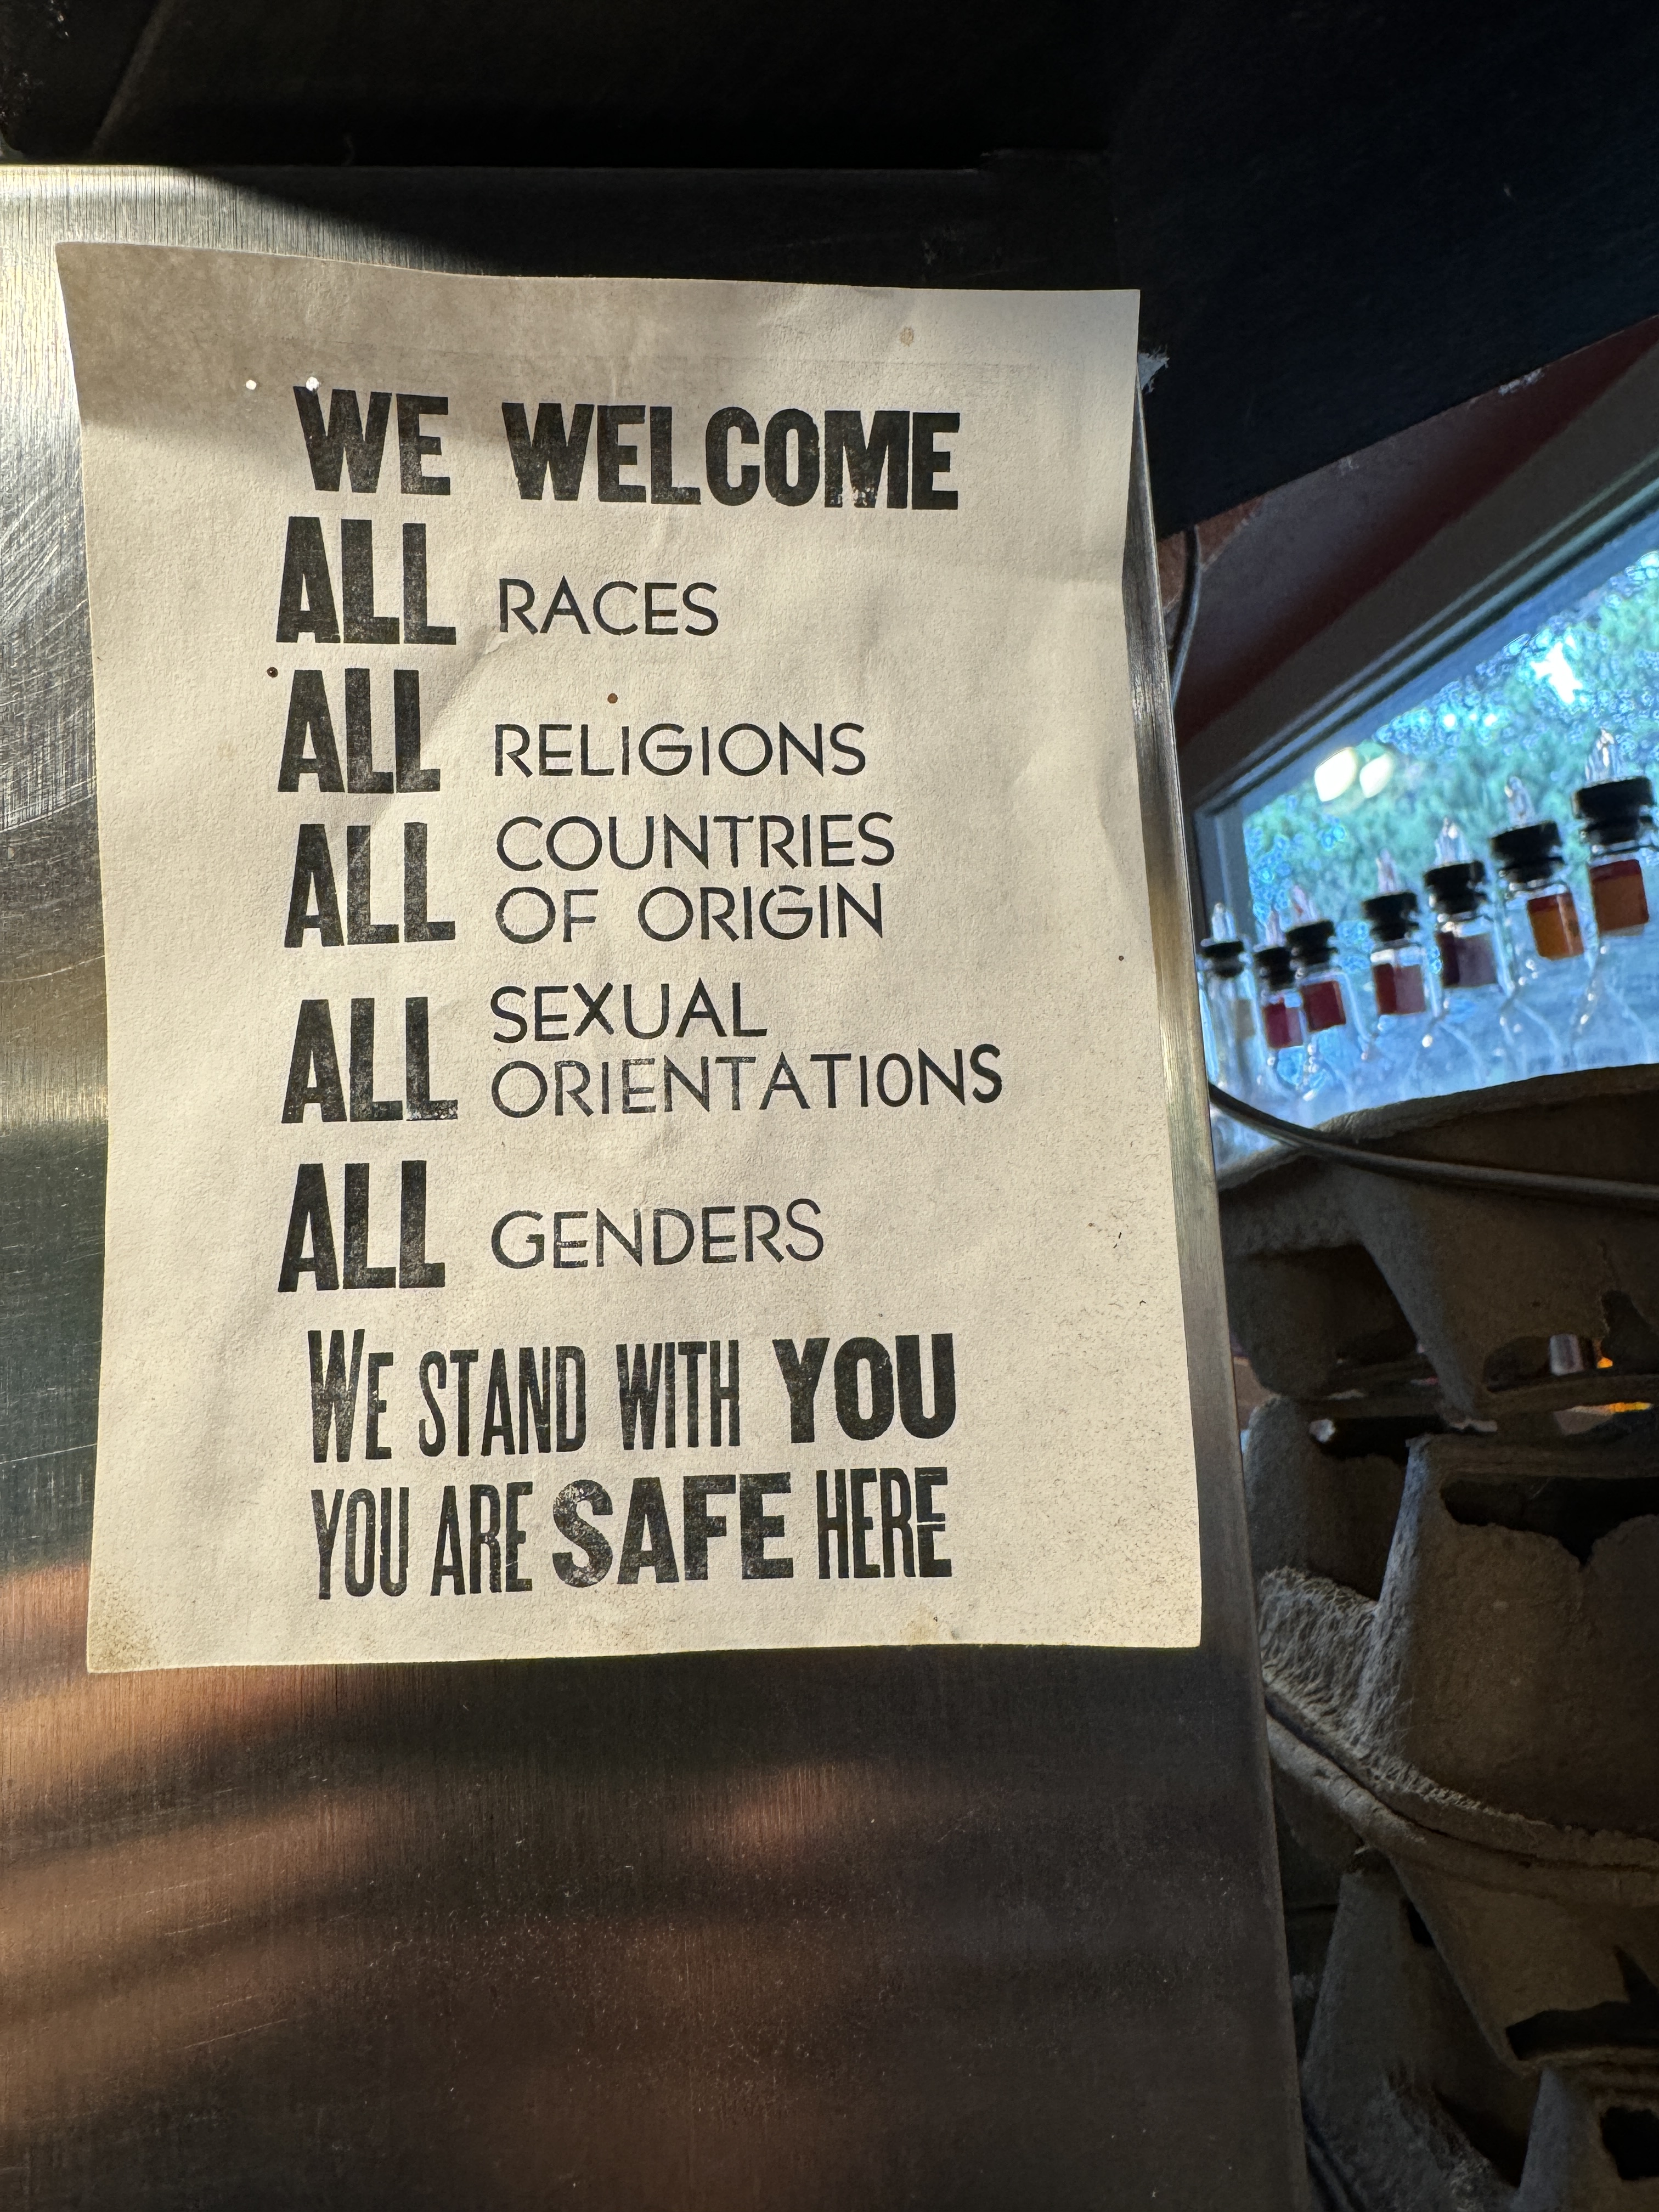 WE WELCOME
ALL RACES
ALL RELIGIONS
ALL COUNTRIES
OF ORIGIN
ALL SEXUAL
ORIENTATIONS
ALL GENDERS
WE STAND WITH YOU
YOU ARE SAFE HERE